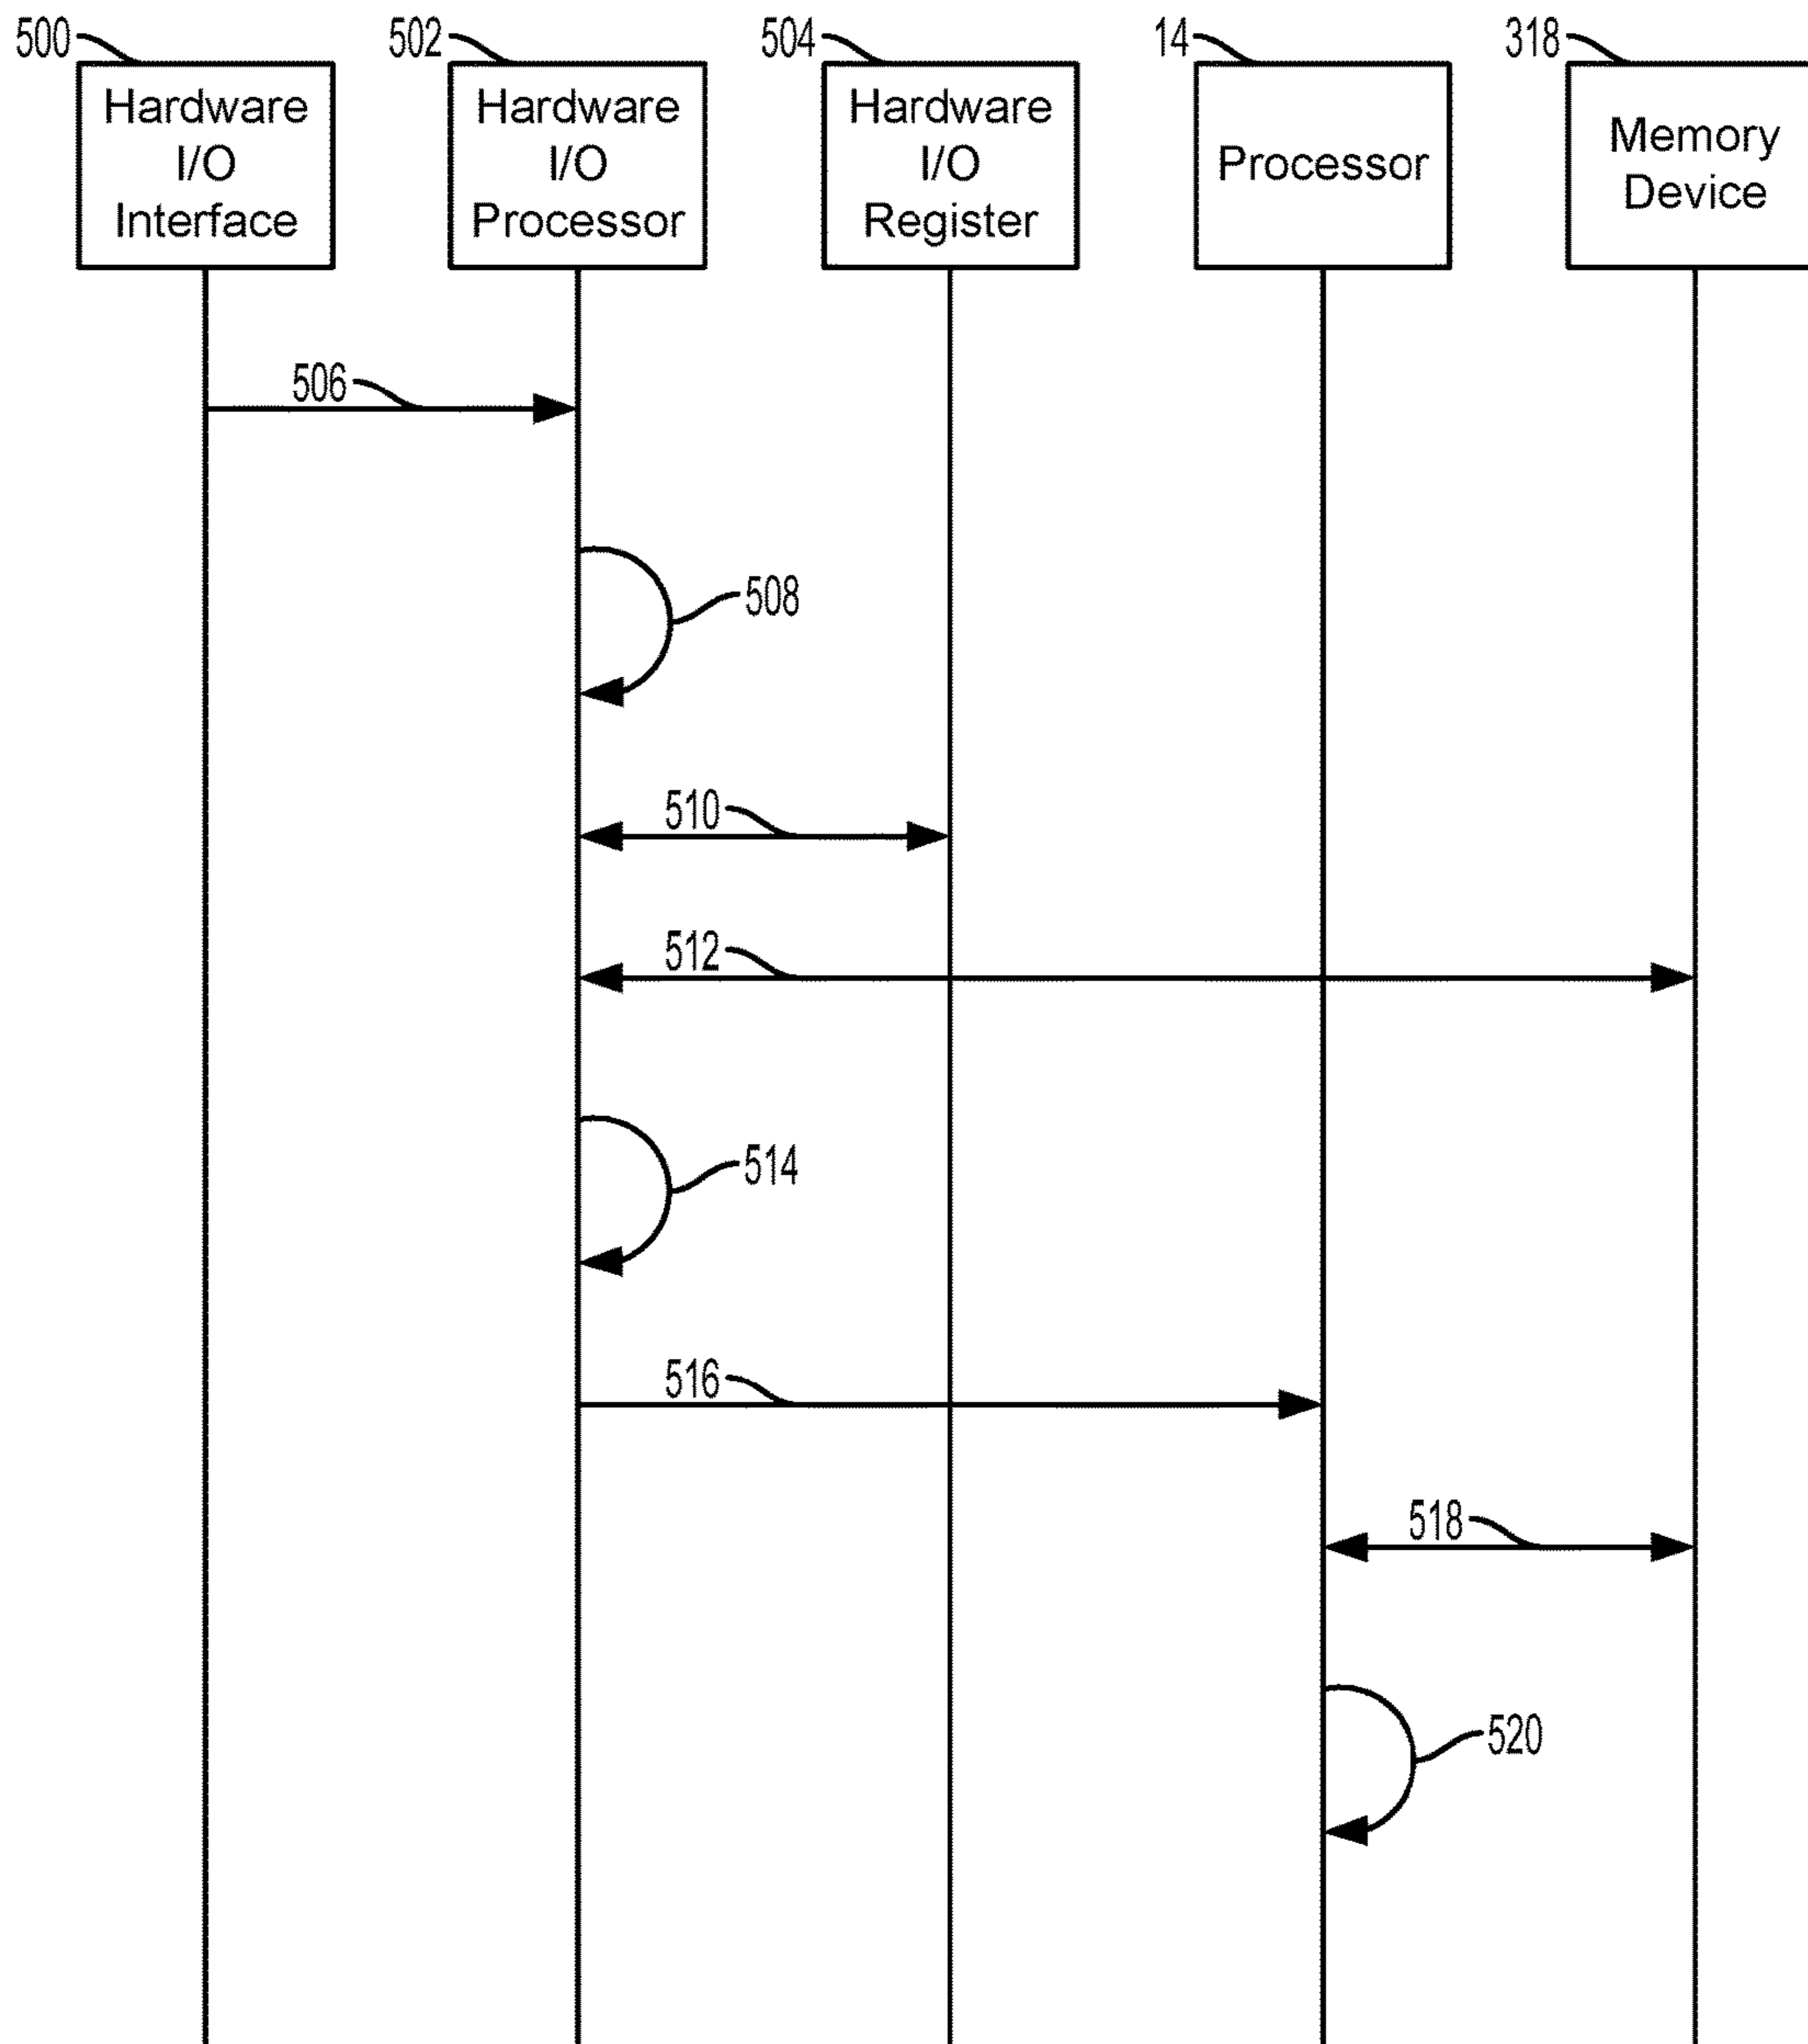 500
502
504
14
318
Hardware
I/O
Interface
Hardware
I/O
Processor
Hardware
I/O
Register
Processor
Memory
Device
506
508
510
512
514
516
518
520